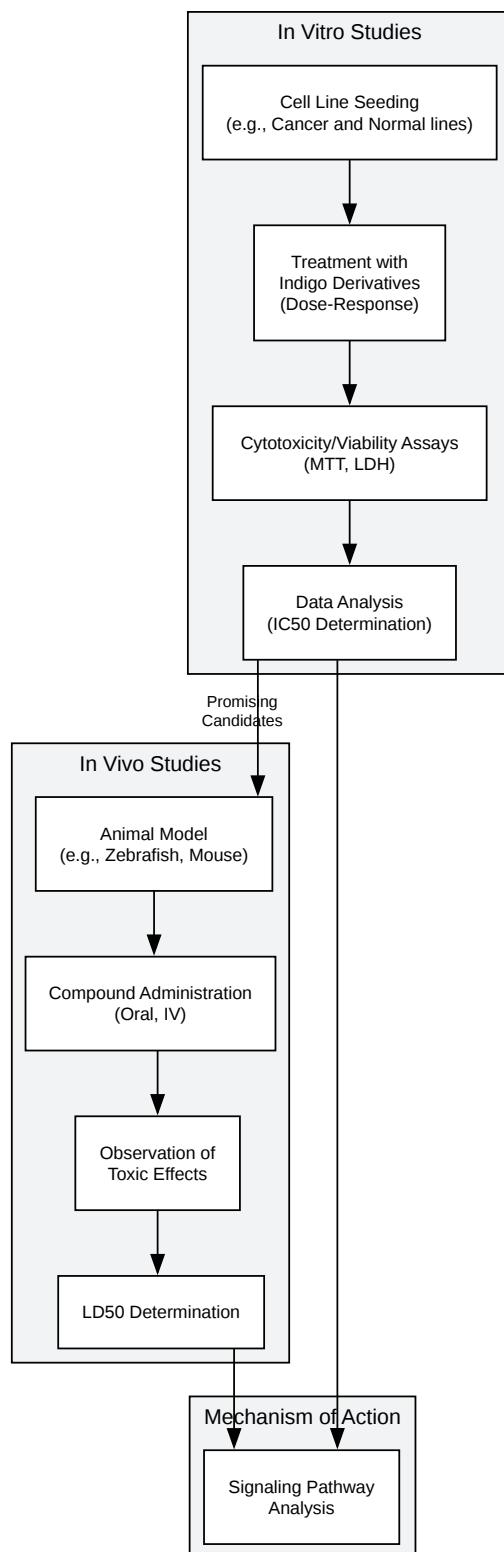 In Vitro Studies
Cell Line Seeding
(e.g., Cancer and Normal lines)
Treatment with
Indigo Derivatives
(Dose-Response)
Cytotoxicity/Viability Assays
(MTT, LDH)
Data Analysis
(IC50 Determination)
Promising
Candidates
In Vivo Studies
Animal Model
(e.g., Zebrafish, Mouse)
Compound Administration
(Oral, IV)
Observation of
Toxic Effects
LD50 Determination
Mechanism of Action
Signaling Pathway
Analysis